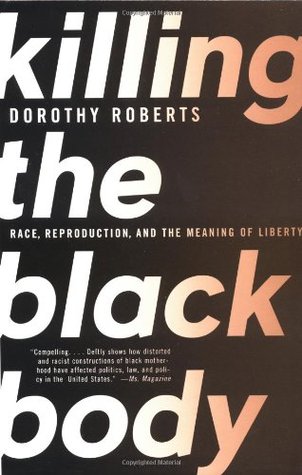 killing
DOROTHY ROBERTS
the
RACE, REPRODUCTION, AND THE MEANING OF LIBERTY
black
"Compelling. . . . Deftly shows how distorted
and racist constructions of black mother-
hood have affected politics, law, and poli-
cy in the United States." —Ms. Magazine
body